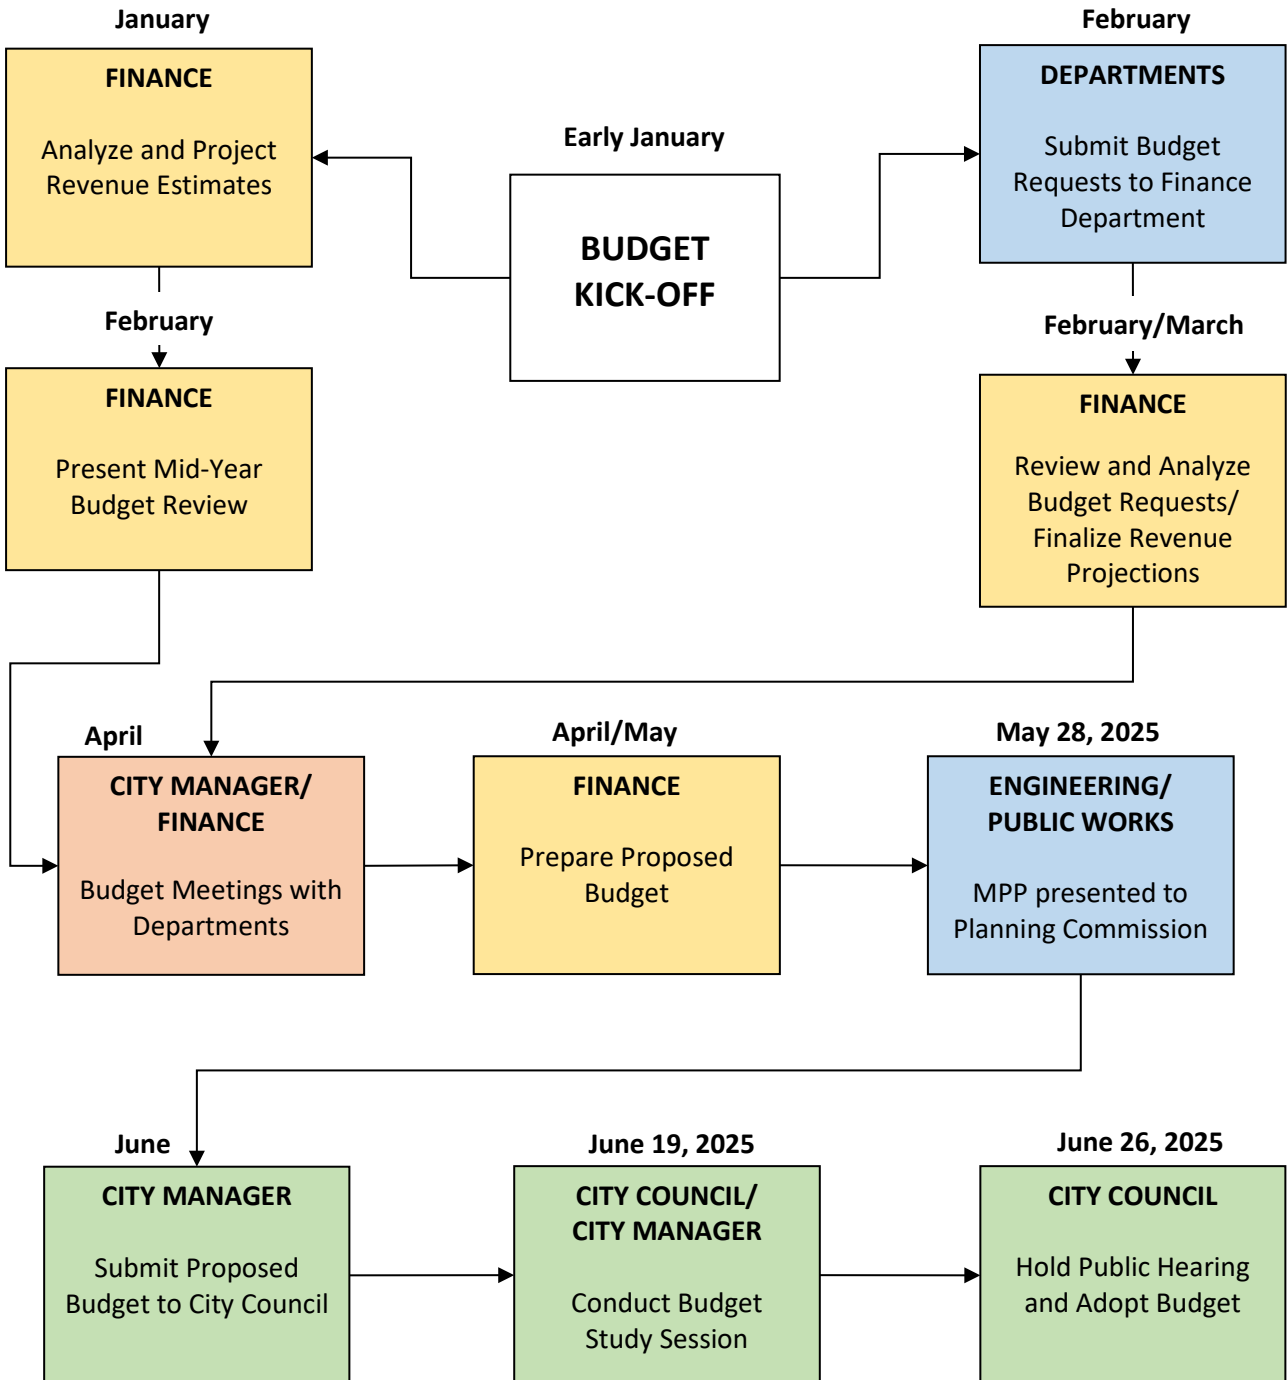 January
FINANCE
Analyze and Project
Revenue Estimates
Early January
BUDGET
KICK-OFF
February
DEPARTMENTS
Submit Budget
Requests to Finance
Department
February
FINANCE
Present Mid-Year
Budget Review
February/March
FINANCE
Review and Analyze
Budget Requests/
Finalize Revenue
Projections
April
CITY MANAGER/
FINANCE
Budget Meetings with
Departments
April/May
FINANCE
Prepare Proposed
Budget
May 28, 2025
ENGINEERING/
PUBLIC WORKS
MPP presented to
Planning Commission
June
CITY MANAGER
Submit Proposed
Budget to City Council
June 19, 2025
CITY COUNCIL/
CITY MANAGER
Conduct Budget
Study Session
June 26, 2025
CITY COUNCIL
Hold Public Hearing
and Adopt Budget